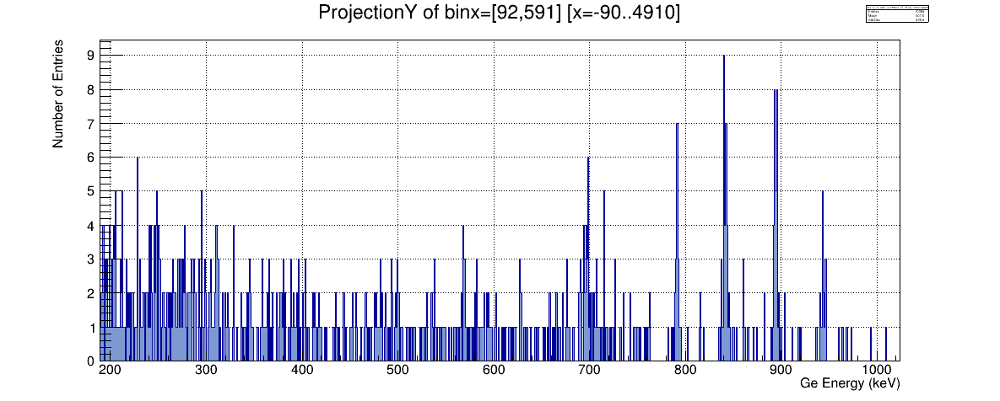 ProjectionY of binx=[92,591] [x=-90..4910]
Number of Entries
9
8
7
6
5
4
3
2
1
0
200 300 400 500 600 700 800 900 1000
Ge Energy (keV)